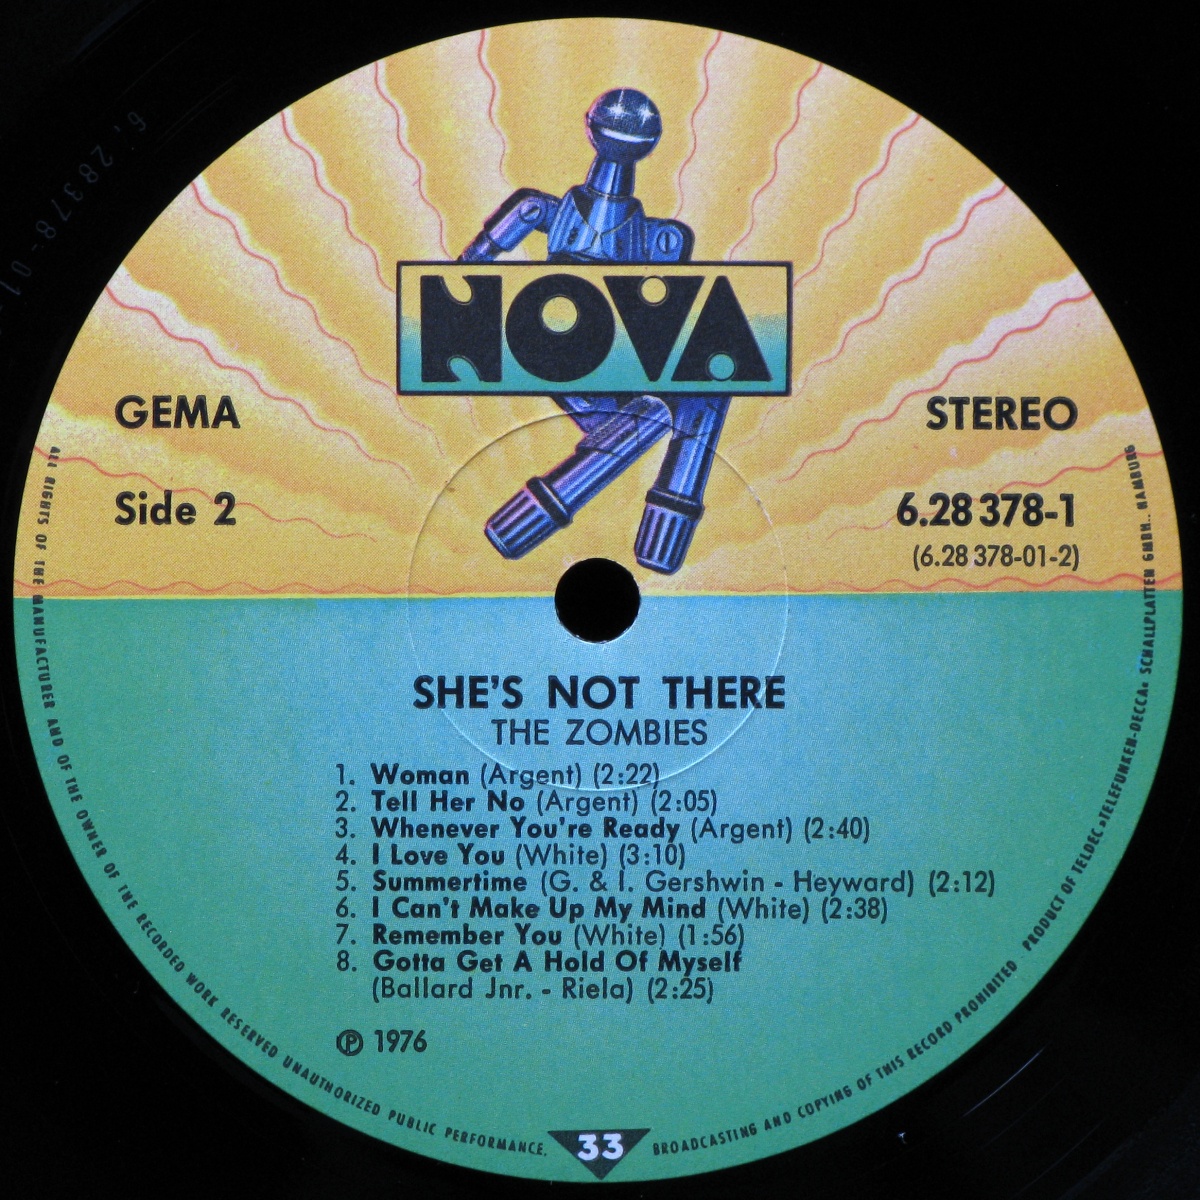 NOVA
GEMA
STEREO
Side 2
6.28 378-1
(6.28 378-01-2)
SHE'S NOT THERE
THE ZOMBIES
1. Woman (Argent) (2:22)
2. Tell Her No (Argent) (2:05)
3. Whenever You're Ready (Argent) (2:40)
4. I Love You (White) (3:10)
5. Summertime (G. & I. Gershwin - Heyward) (2:12)
6. I Can't Make Up My Mind (White) (2:38)
7. Remember You (White) (1:56)
8. Gotta Get A Hold Of Myself
(Ballard Jnr. - Riela) (2:25)
Ⓟ 1976
33
ALL RIGHTS OF THE MANUFACTURER AND OF THE OWNER OF THE RECORDED WORK RESERVED UNAUTHORIZED PUBLIC PERFORMANCE, BROADCASTING AND COPYING OF THIS RECORD PROHIBITED PRODUCT OF TELDEC »TELEFUNKEN-DECCA« SCHALLPLATTEN GMBH., HAMBURG
6.28378-01